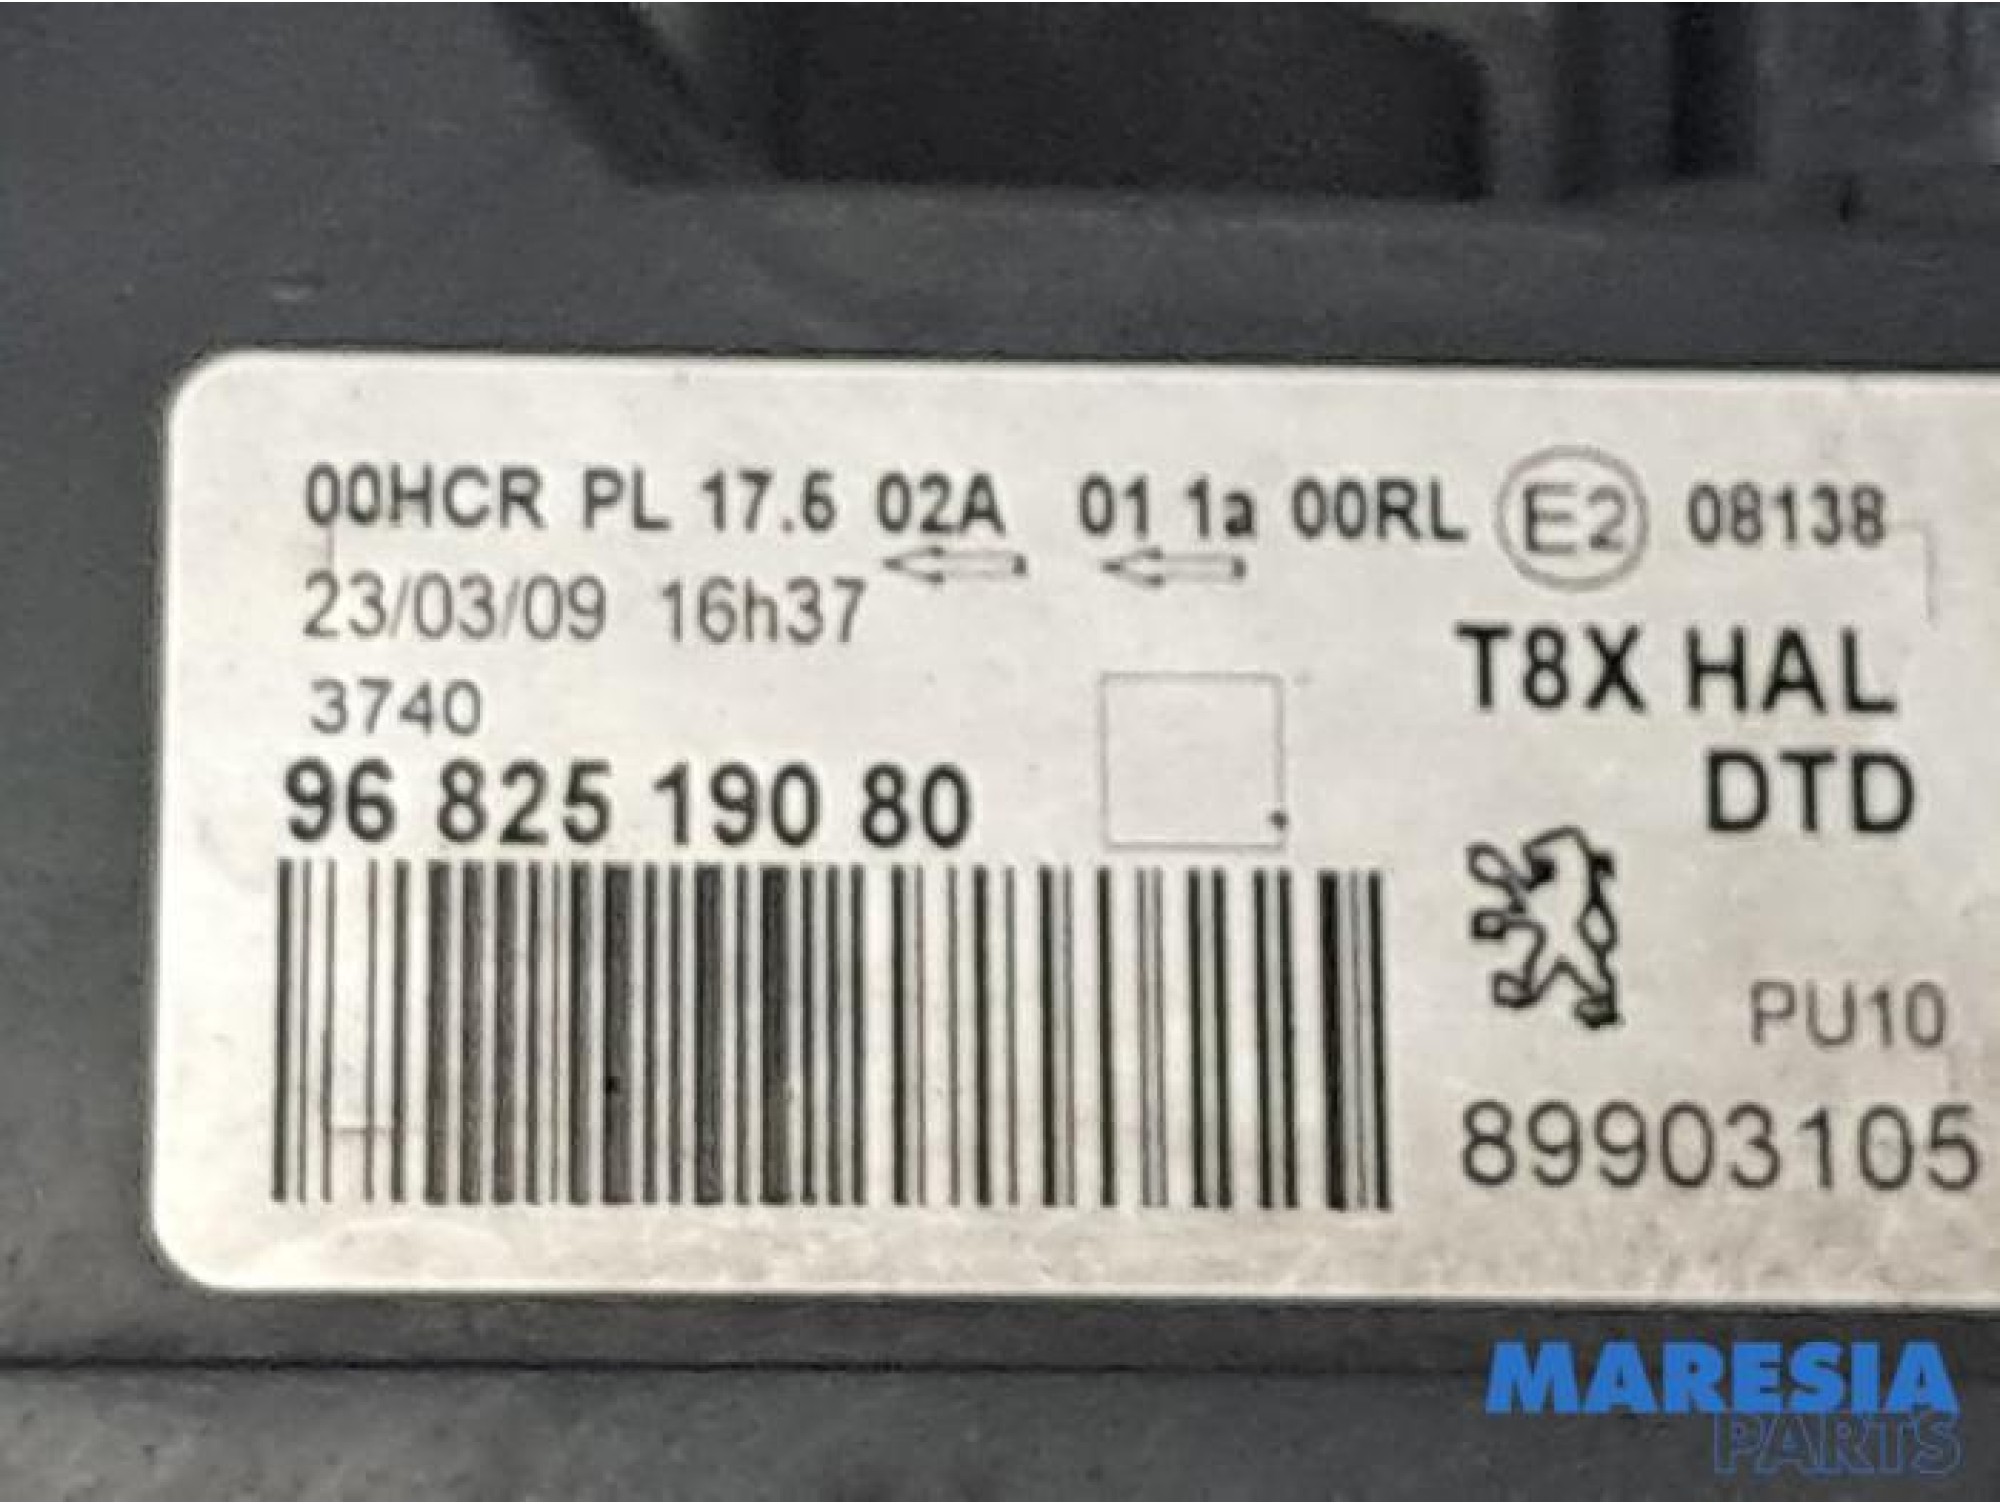 00HCR PL 17.5 02A 01 1a 00RL E2 08138
23/03/09 16h37
T8X HAL
3740
DTD
96 825 190 80
PU10
89903105
MARESIA
PARTS